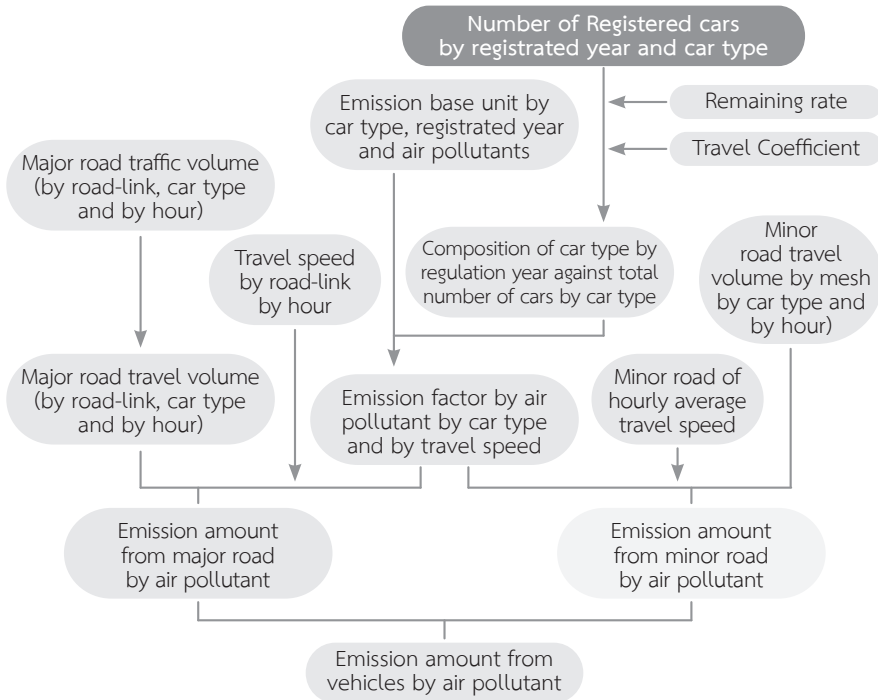 Number of Registered cars
by registrated year and car type
Remaining rate
Travel Coefficient
Emission base unit by
car type, registrated year
and air pollutants
Major road traffic volume
(by road-link, car type
and by hour)
Travel speed
by road-link
by hour
Composition of car type by
regulation year against total
number of cars by car type
Minor
road travel
volume by mesh
by car type and
by hour)
Major road travel volume
(by road-link, car type
and by hour)
Emission factor by air
pollutant by car type
and by travel speed
Minor road of
hourly average
travel speed
Emission amount
from major road
by air pollutant
Emission amount
from minor road
by air pollutant
Emission amount from
vehicles by air pollutant